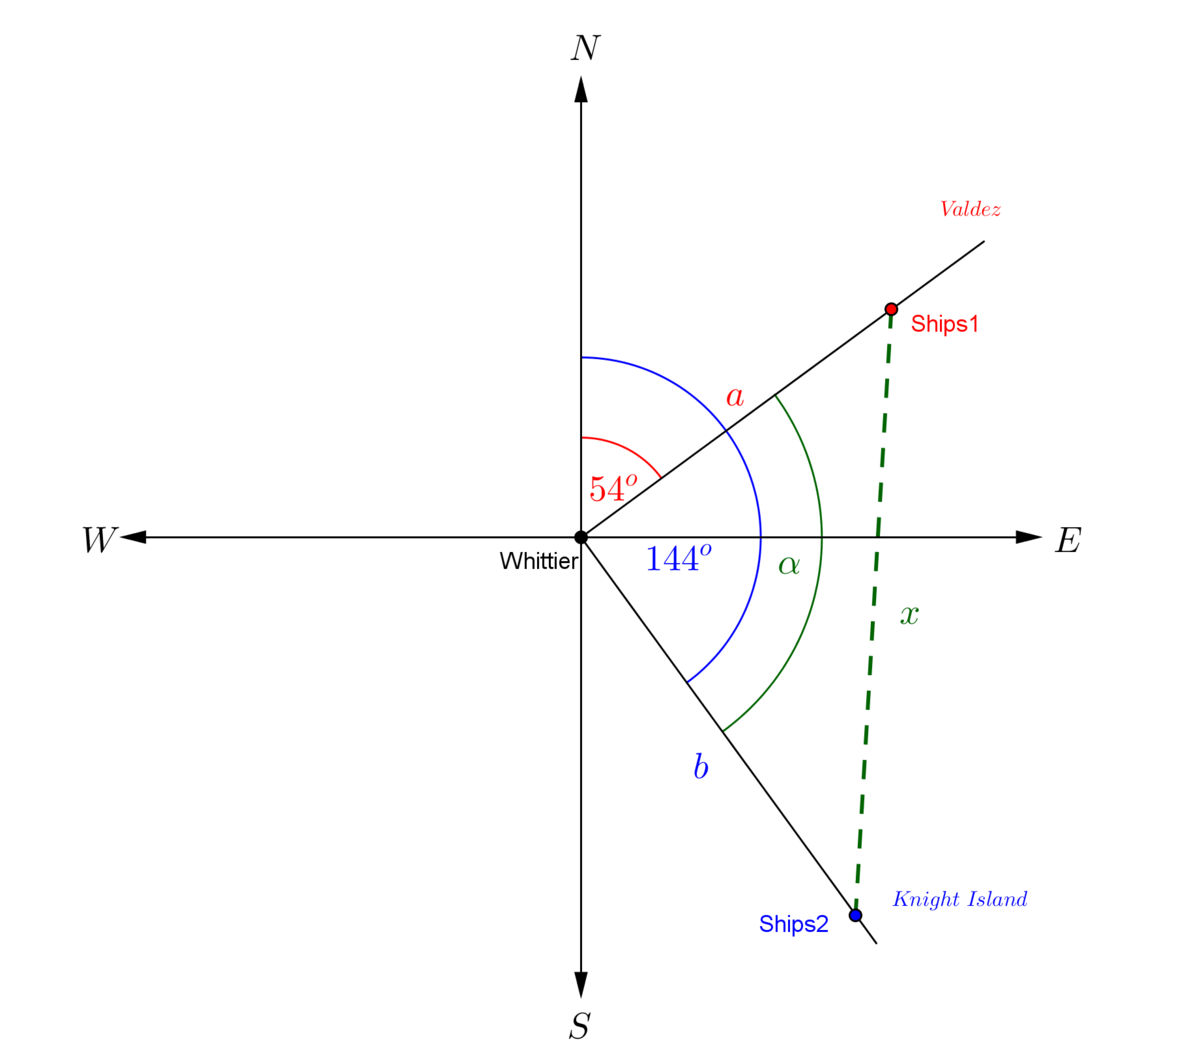 N
Valdez
Ships1
a
54°
W
E
Whittier
144°
α
x
b
Knight Island
Ships2
S